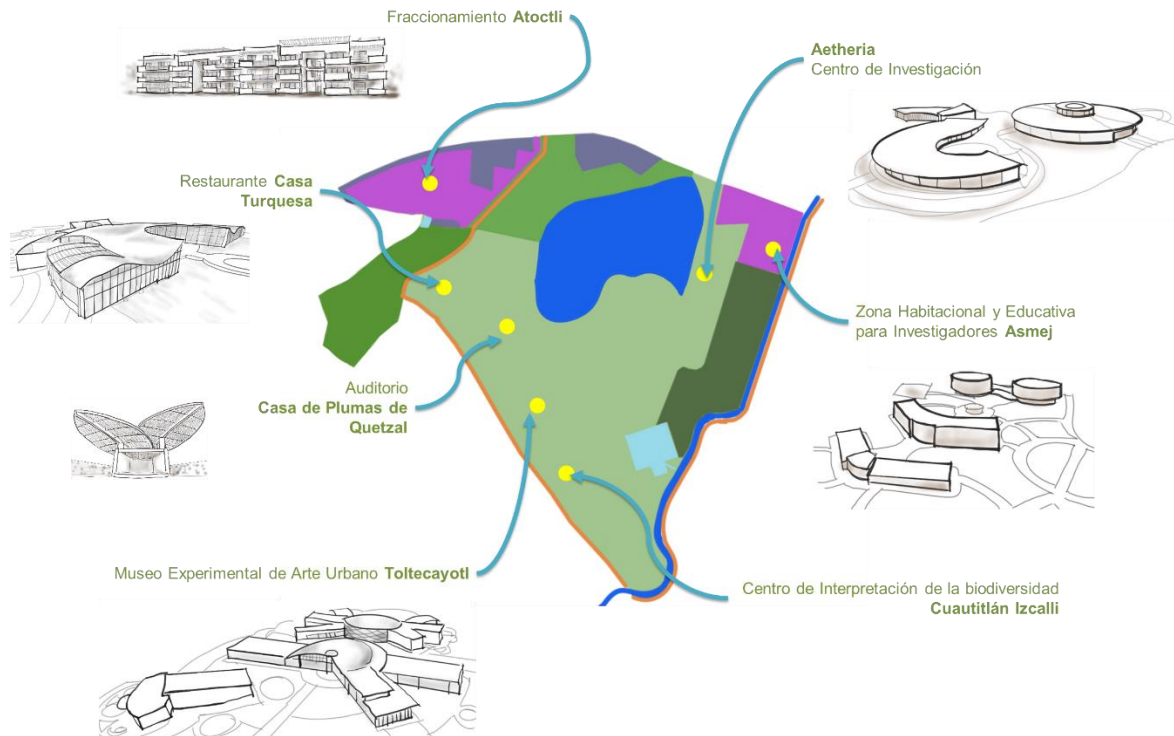 Fraccionamiento Atoctli
Aetheria
Centro de Investigación
Restaurante Casa
Turquesa
Zona Habitacional y Educativa
para Investigadores Asmej
Auditorio
Casa de Plumas de
Quetzal
Museo Experimental de Arte Urbano Toltecayotl
Centro de Interpretación de la biodiversidad
Cuautitlán Izcalli